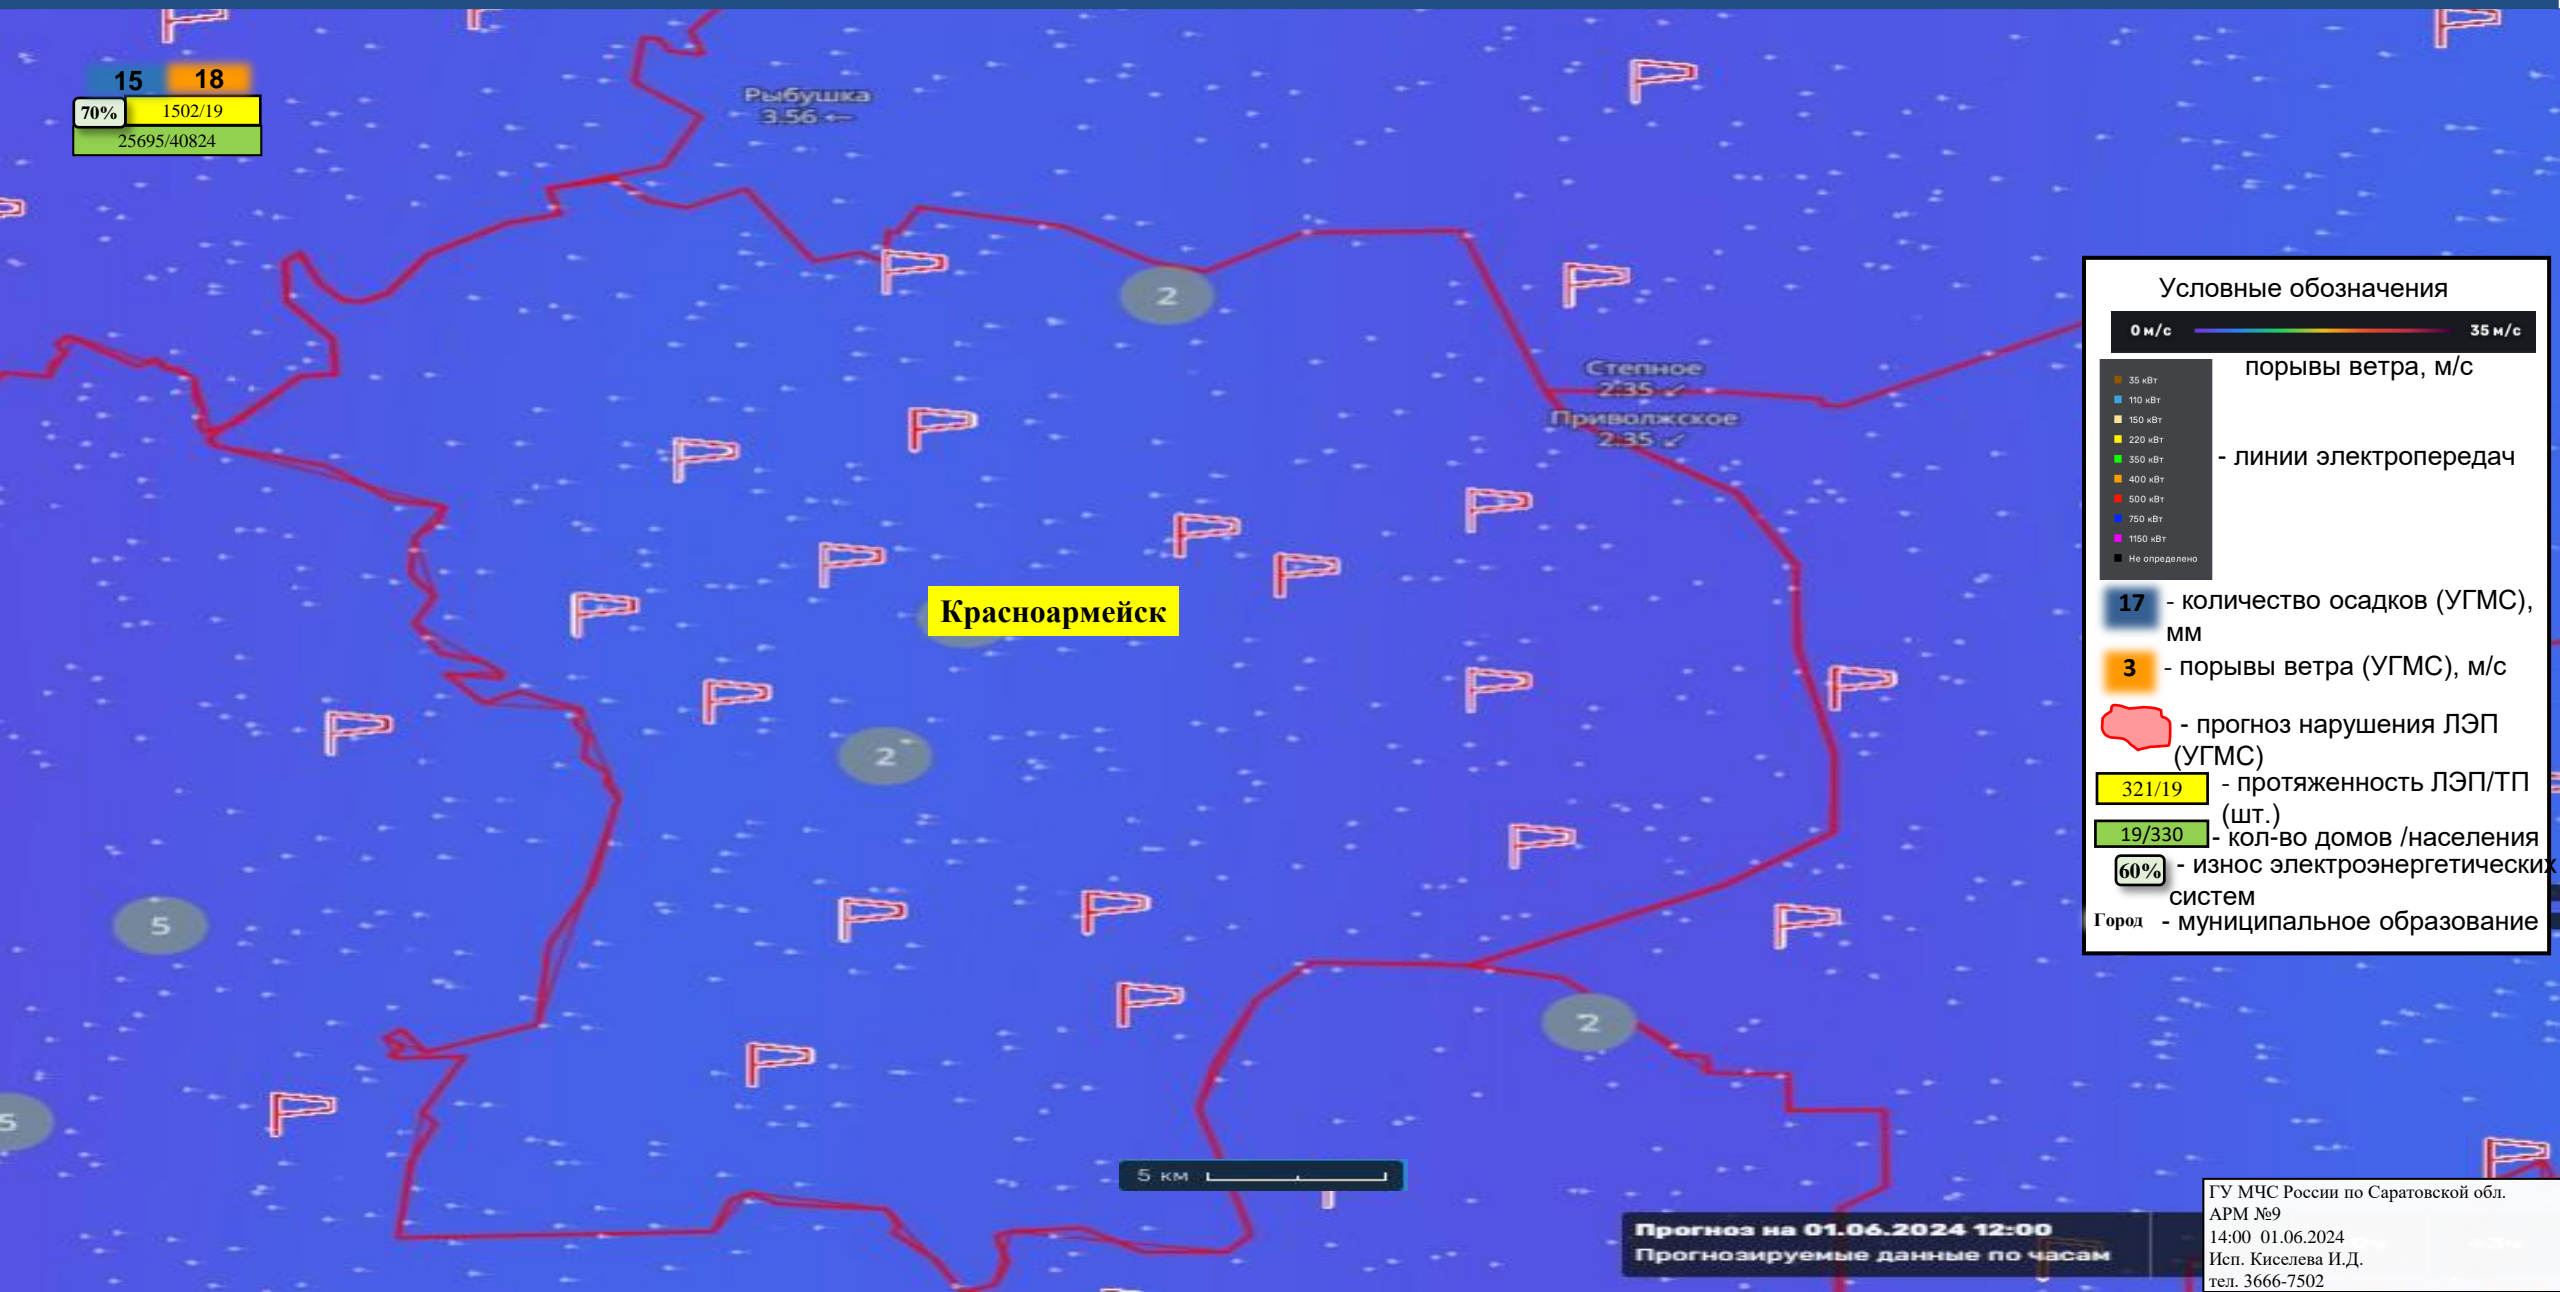 15 18
70% 1502/19
25695/40824
Рыбушка
3.56 ←
2
Степное
2.35 ↙
Приволжское
2.35 ↙
Красноармейск
2
5
2
5
5 км
Условные обозначения
0 м/с 35 м/с
порывы ветра, м/с
35 кВт
110 кВт
150 кВт
220 кВт
350 кВт
400 кВт
500 кВт
750 кВт
1150 кВт
Не определено
- линии электропередач
17 - количество осадков (УГМС),
мм
3 - порывы ветра (УГМС), м/с
- прогноз нарушения ЛЭП
(УГМС)
321/19 - протяженность ЛЭП/ТП
(шт.)
19/330 - кол-во домов /населения
60% - износ электроэнергетических
систем
Город - муниципальное образование
Прогноз на 01.06.2024 12:00
Прогнозируемые данные по часам
ГУ МЧС России по Саратовской обл.
АРМ №9
14:00 01.06.2024
Исп. Киселева И.Д.
тел. 3666-7502